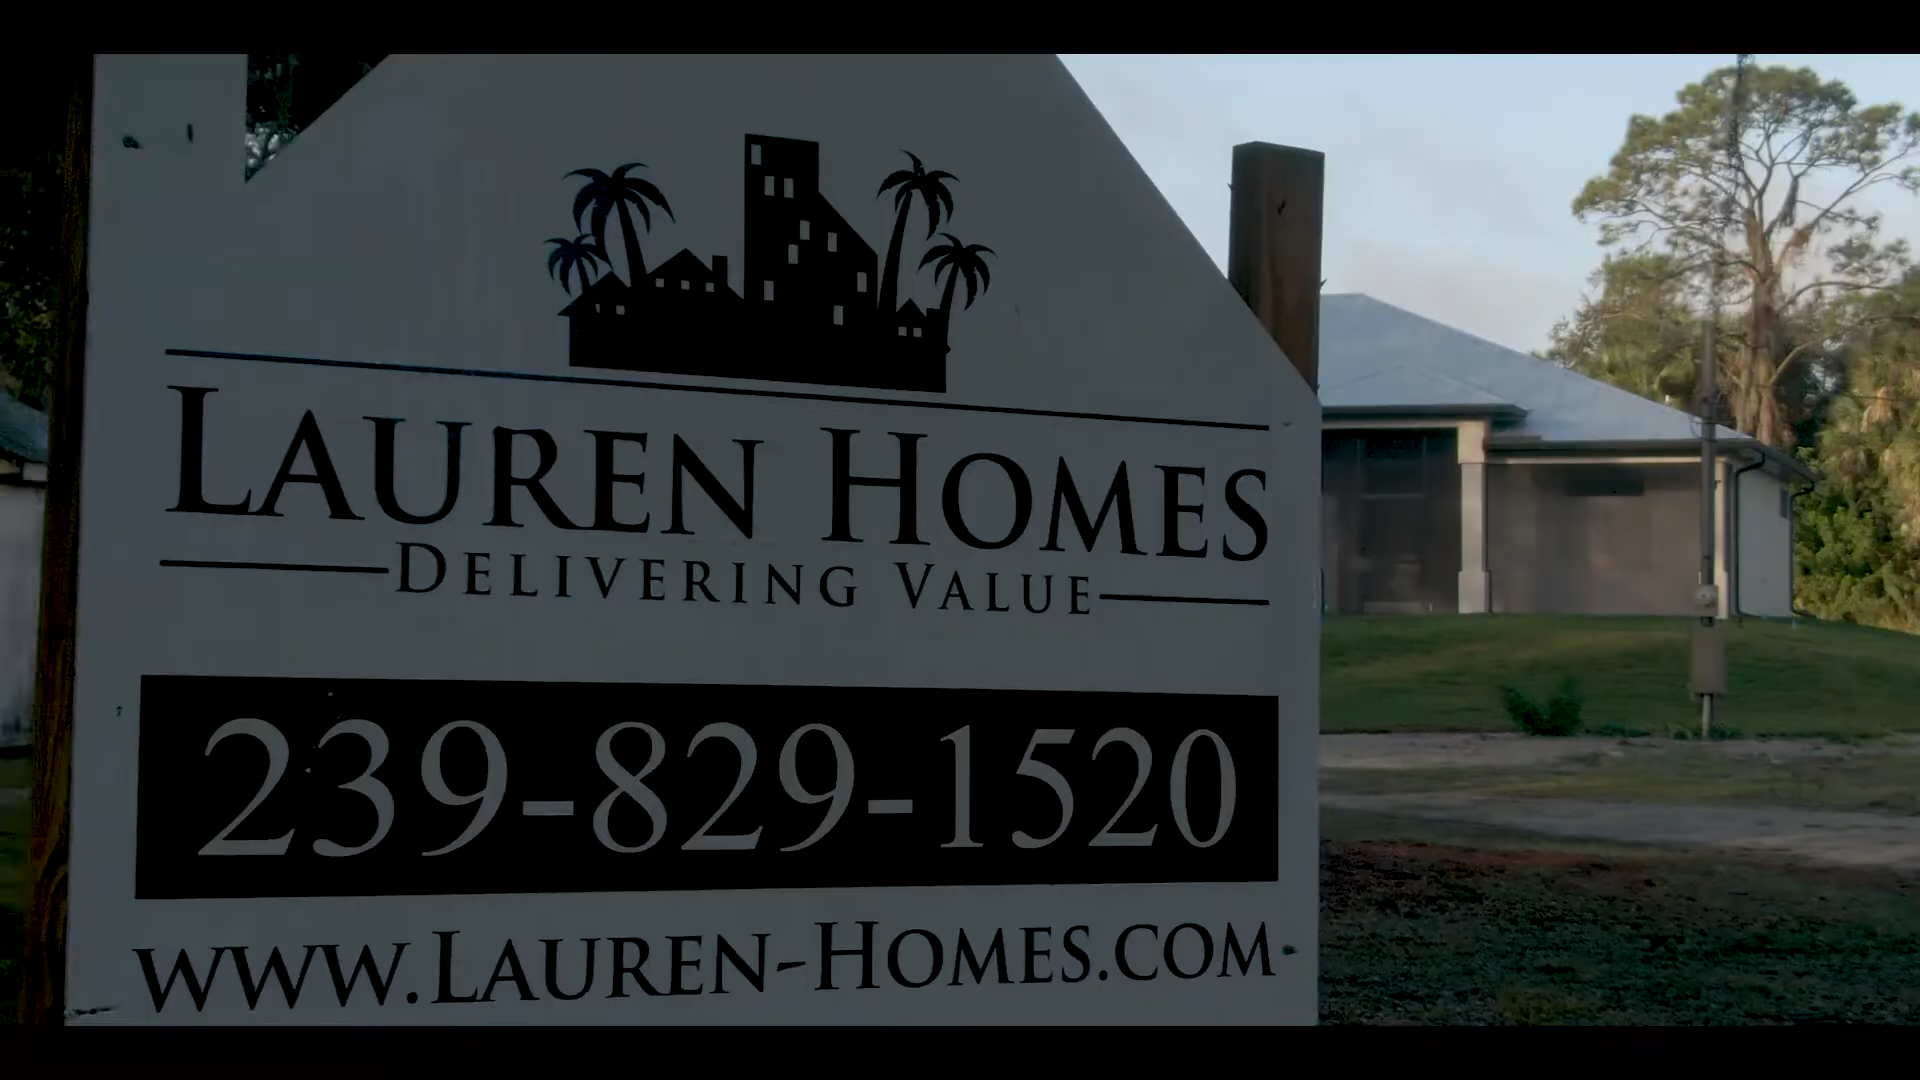 LAUREN HOMES
DELIVERING VALUE
239-829-1520
WWW.LAUREN-HOMES.COM